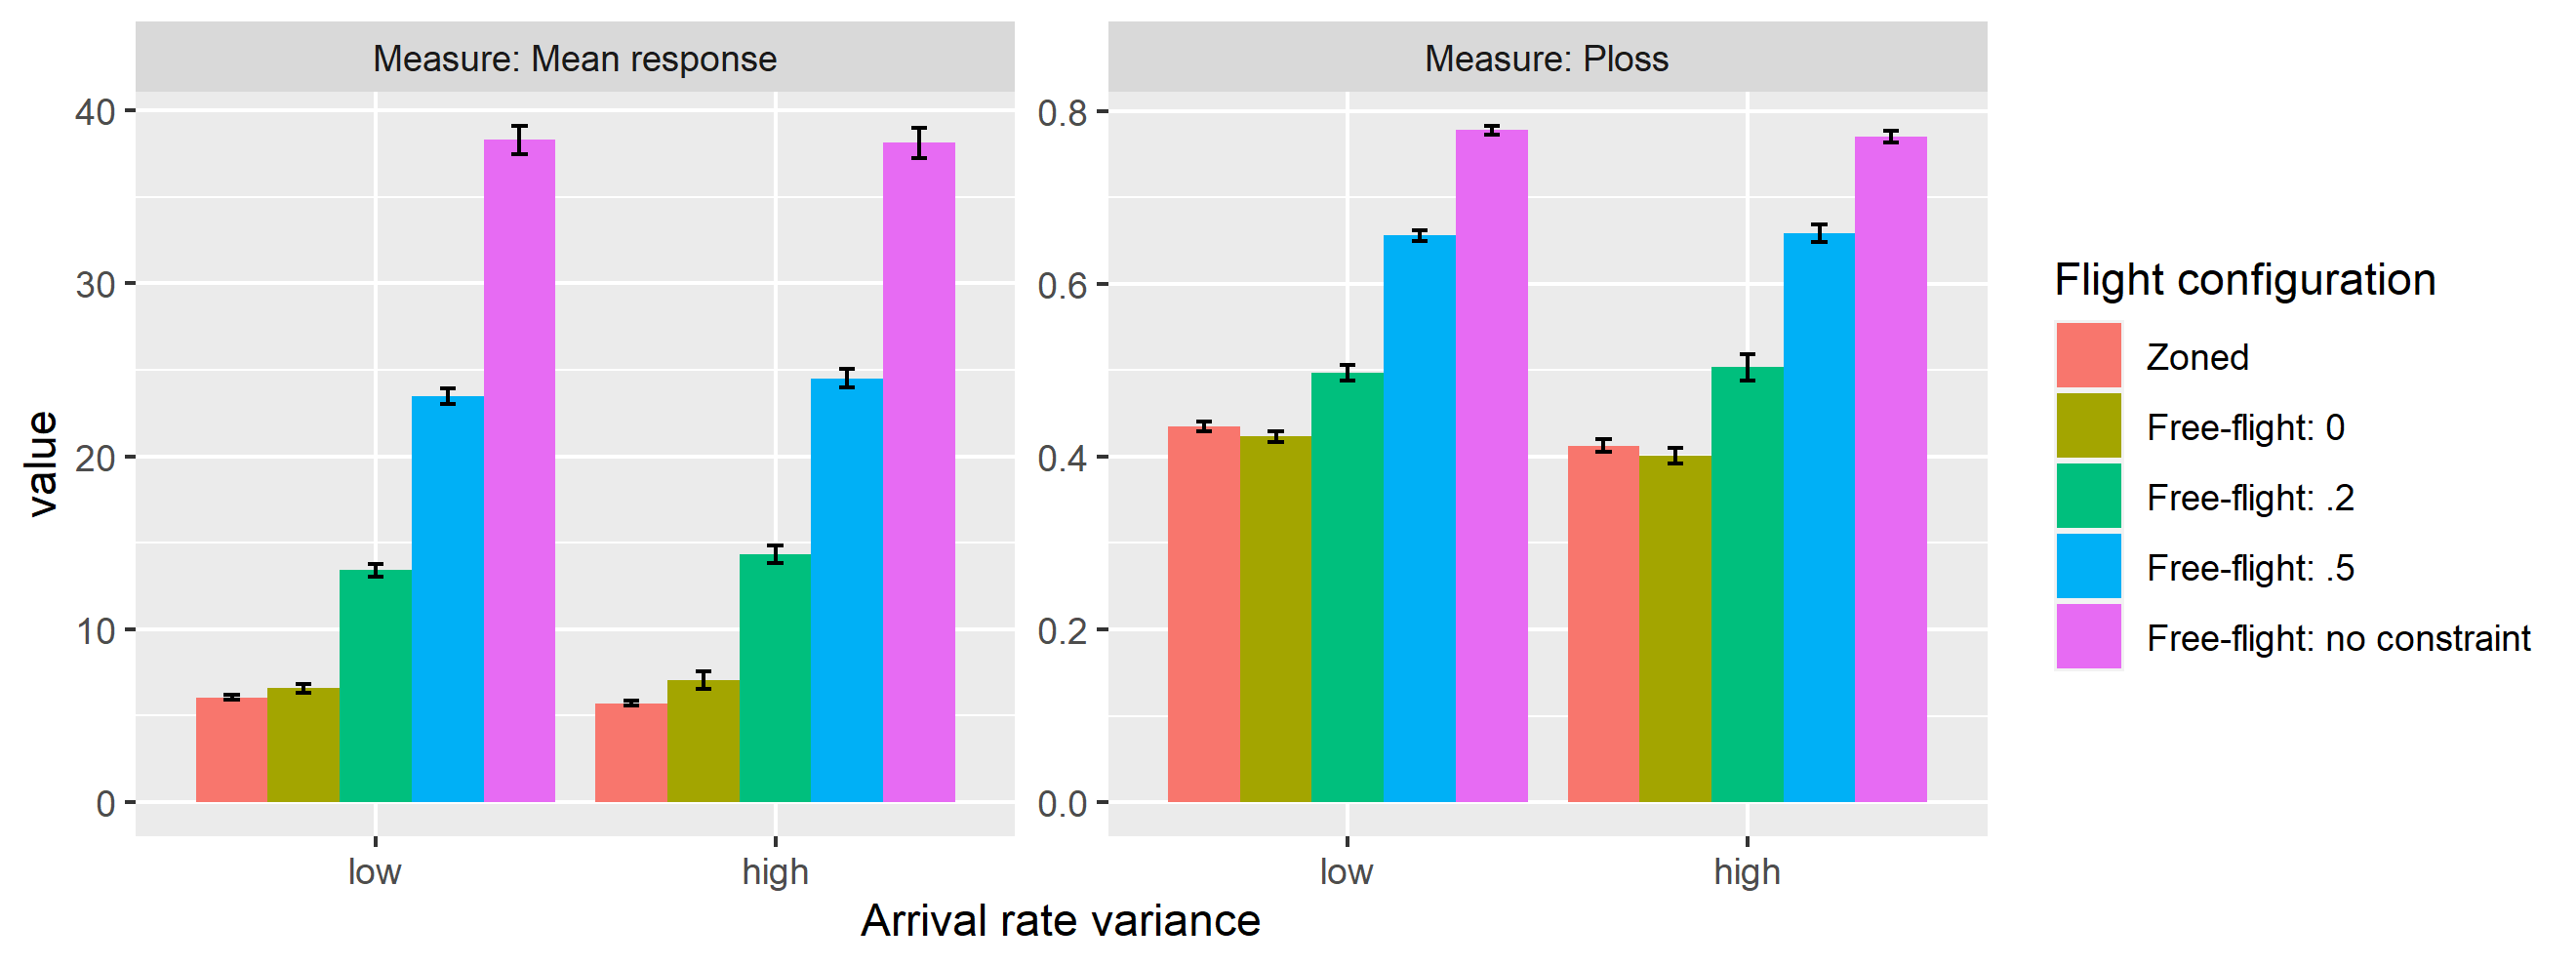 Measure: Mean response
Measure: Ploss
40
30
20
10
0
0.8
0.6
0.4
0.2
0.0
value
low
high
low
high
Arrival rate variance
Flight configuration
Zoned
Free-flight: 0
Free-flight: .2
Free-flight: .5
Free-flight: no constraint